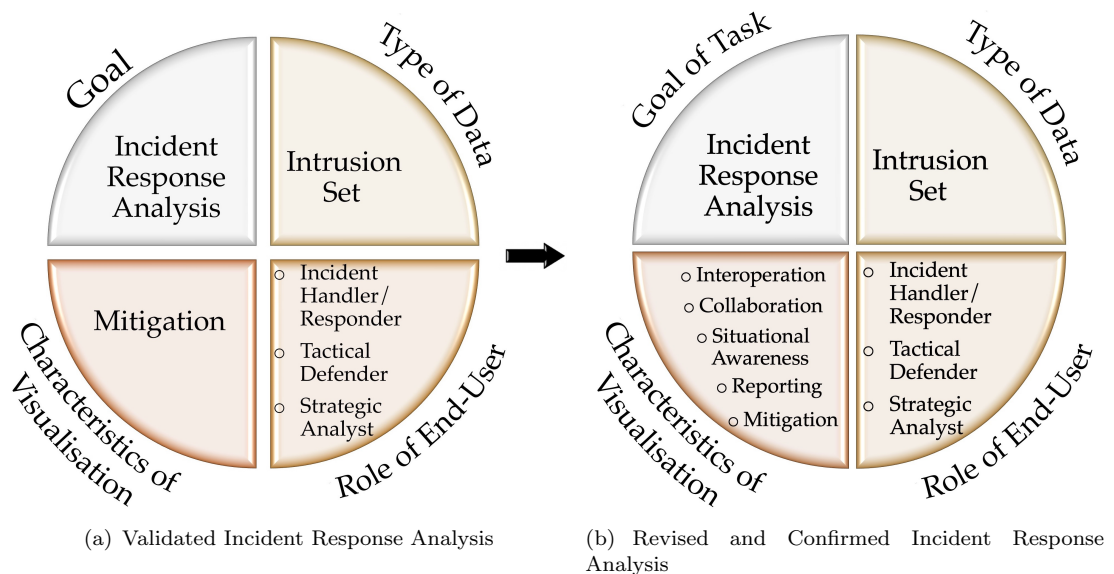 Goal
Type of Data
Incident
Response
Analysis
Intrusion
Set
Mitigation
○ Incident
Handler/
Responder
○ Tactical
Defender
○ Strategic
Analyst
Characteristics of
Visualisation
Role of End-User
(a) Validated Incident Response Analysis
Goal of Task
Type of Data
Incident
Response
Analysis
Intrusion
Set
○ Interoperation
○ Collaboration
○ Situational
Awareness
○ Reporting
○ Mitigation
○ Incident
Handler/
Responder
○ Tactical
Defender
○ Strategic
Analyst
Characteristics of
Visualisation
Role of End-User
(b) Revised and Confirmed Incident Response
Analysis